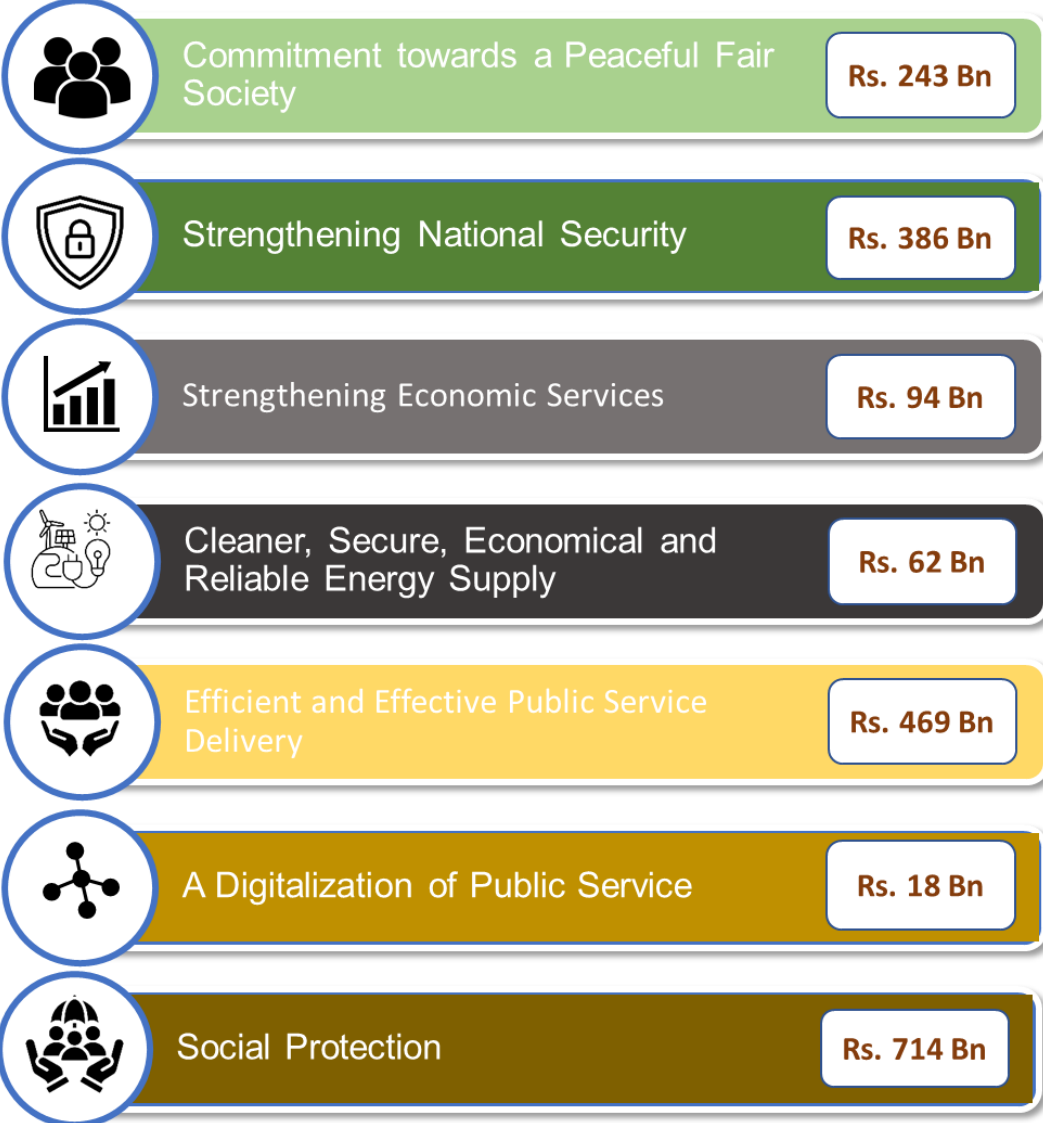 Commitment towards a Peaceful Fair
Society
Rs. 243 Bn
Strengthening National Security
Rs. 386 Bn
Strengthening Economic Services
Rs. 94 Bn
Cleaner, Secure, Economical and
Reliable Energy Supply
Rs. 62 Bn
Efficient and Effective Public Service
Delivery
Rs. 469 Bn
A Digitalization of Public Service
Rs. 18 Bn
Social Protection
Rs. 714 Bn